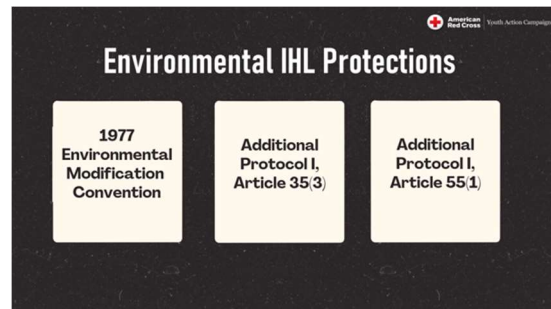 American
Red Cross
Youth Action Campaign
Environmental IHL Protections
1977
Environmental
Modification
Convention
Additional
Protocol I,
Article 35(3)
Additional
Protocol I,
Article 55(1)